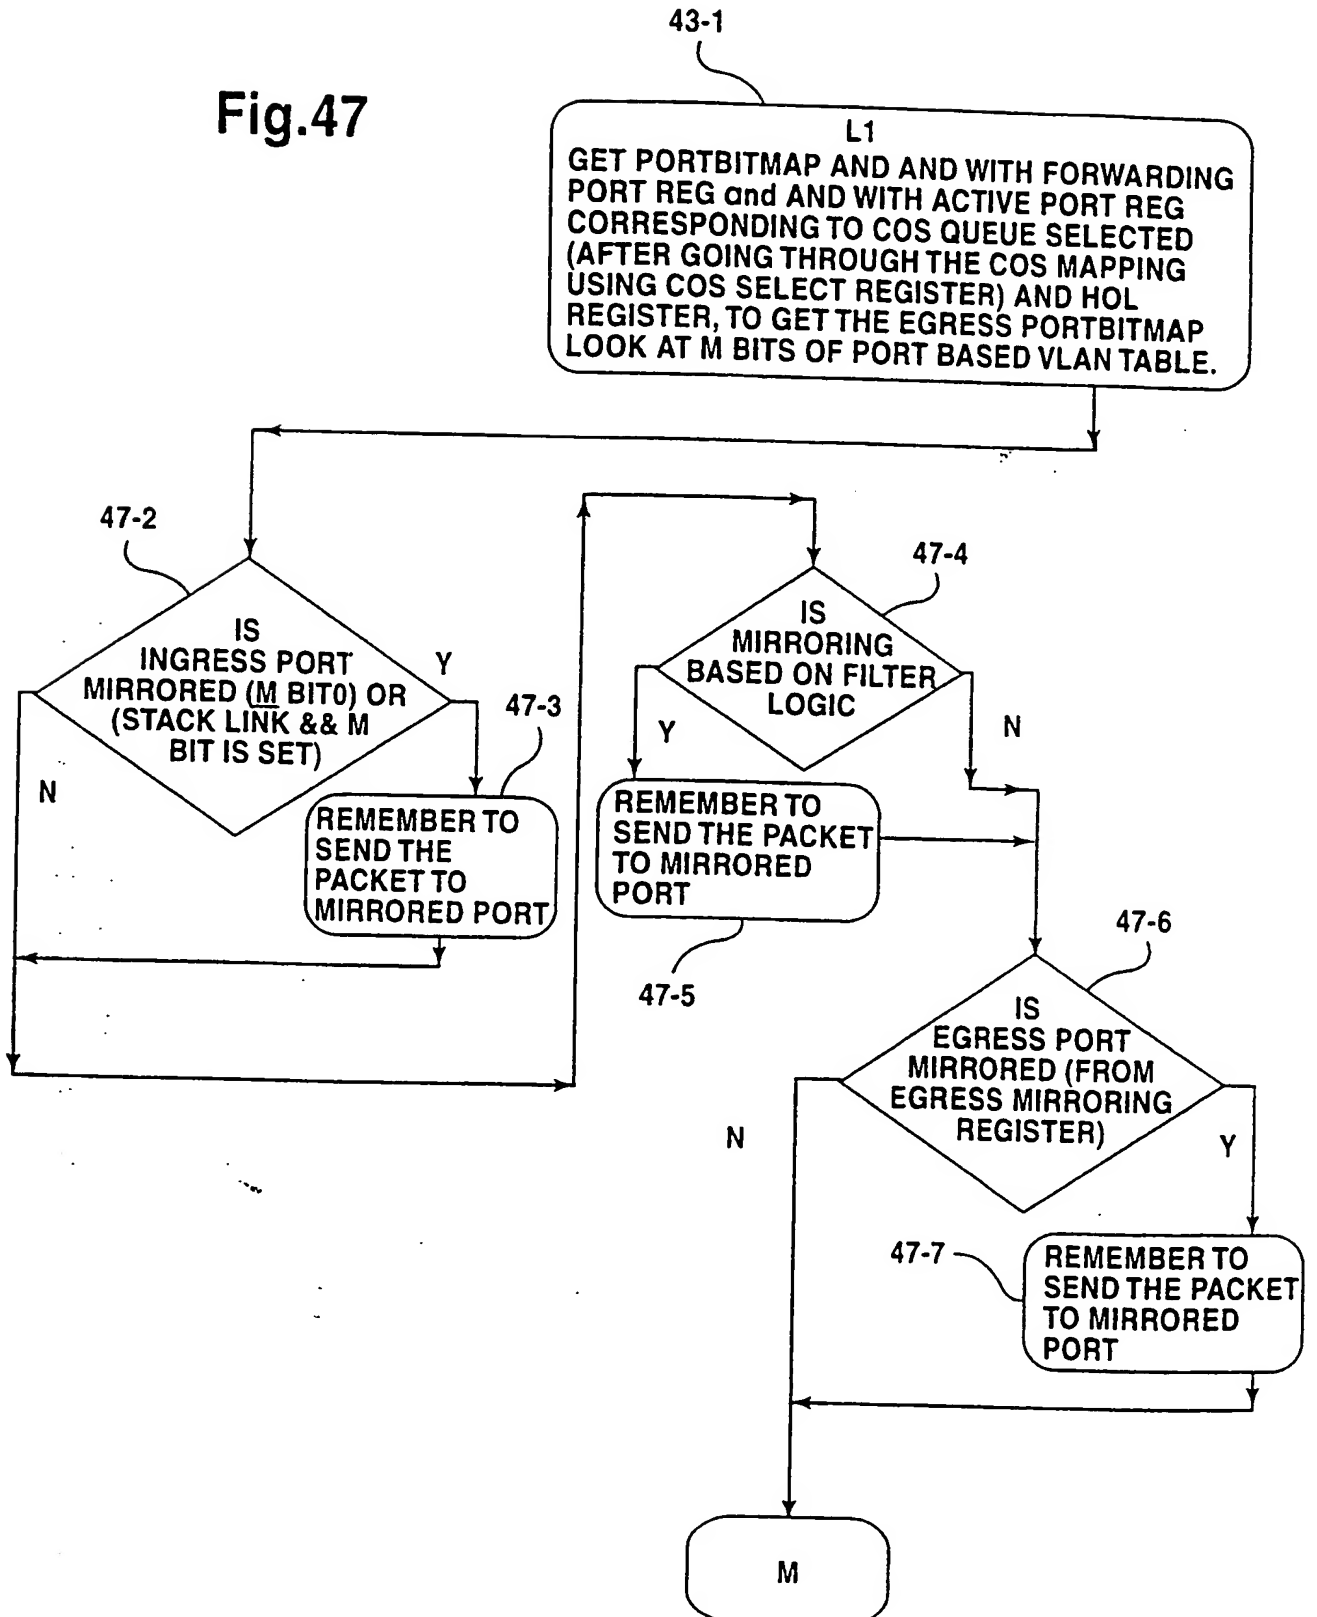 43-1
Fig.47
L1
GET PORTBITMAP AND AND WITH FORWARDING
PORT REG and AND WITH ACTIVE PORT REG
CORRESPONDING TO COS QUEUE SELECTED
(AFTER GOING THROUGH THE COS MAPPING
USING COS SELECT REGISTER) AND HOL
REGISTER, TO GET THE EGRESS PORTBITMAP
LOOK AT M BITS OF PORT BASED VLAN TABLE.
47-2
IS
INGRESS PORT
MIRRORED (M BIT0) OR
(STACK LINK && M
BIT IS SET)
Y
N
47-3
REMEMBER TO
SEND THE
PACKET TO
MIRRORED PORT
47-4
IS
MIRRORING
BASED ON FILTER
LOGIC
Y
N
REMEMBER TO
SEND THE PACKET
TO MIRRORED
PORT
47-5
47-6
IS
EGRESS PORT
MIRRORED (FROM
EGRESS MIRRORING
REGISTER)
N
Y
47-7
REMEMBER TO
SEND THE PACKET
TO MIRRORED
PORT
M